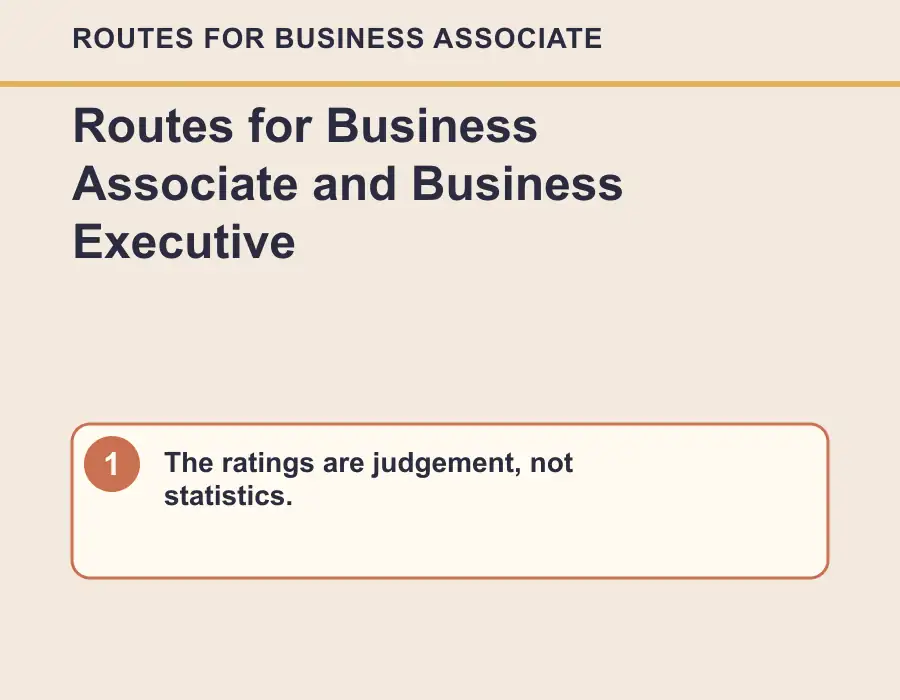 ROUTES FOR BUSINESS ASSOCIATE
Routes for Business
Associate and Business
Executive
1
The ratings are judgement, not
statistics.